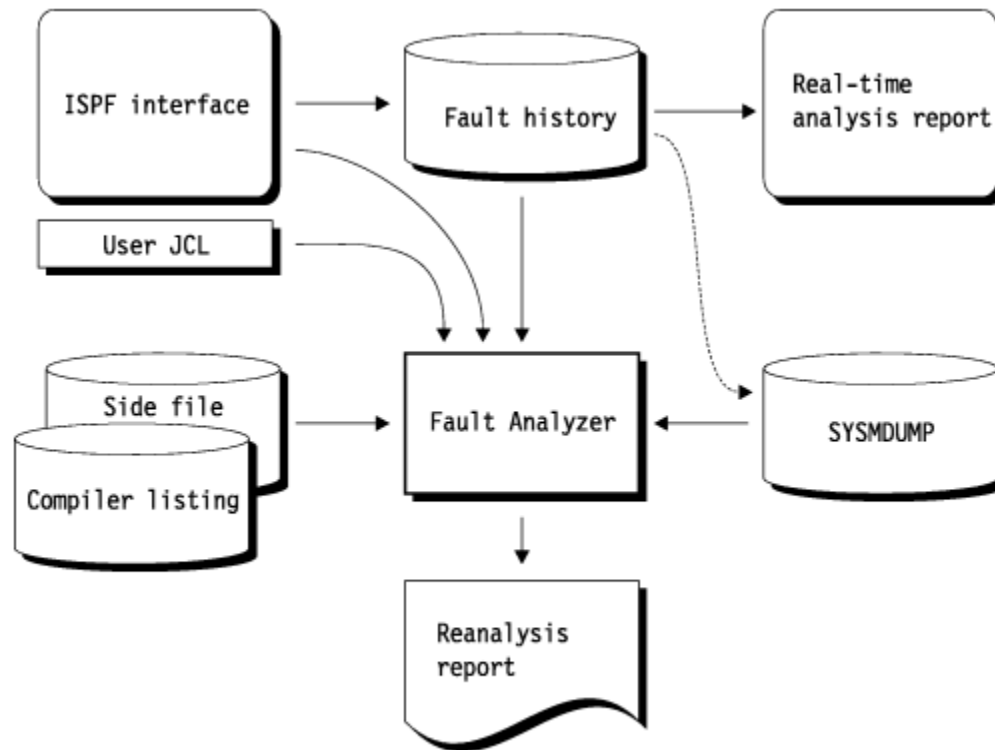 ISPF interface
Fault history
Real-time
analysis report
User JCL
Side file
Compiler listing
Fault Analyzer
SYSMDUMP
Reanalysis
report